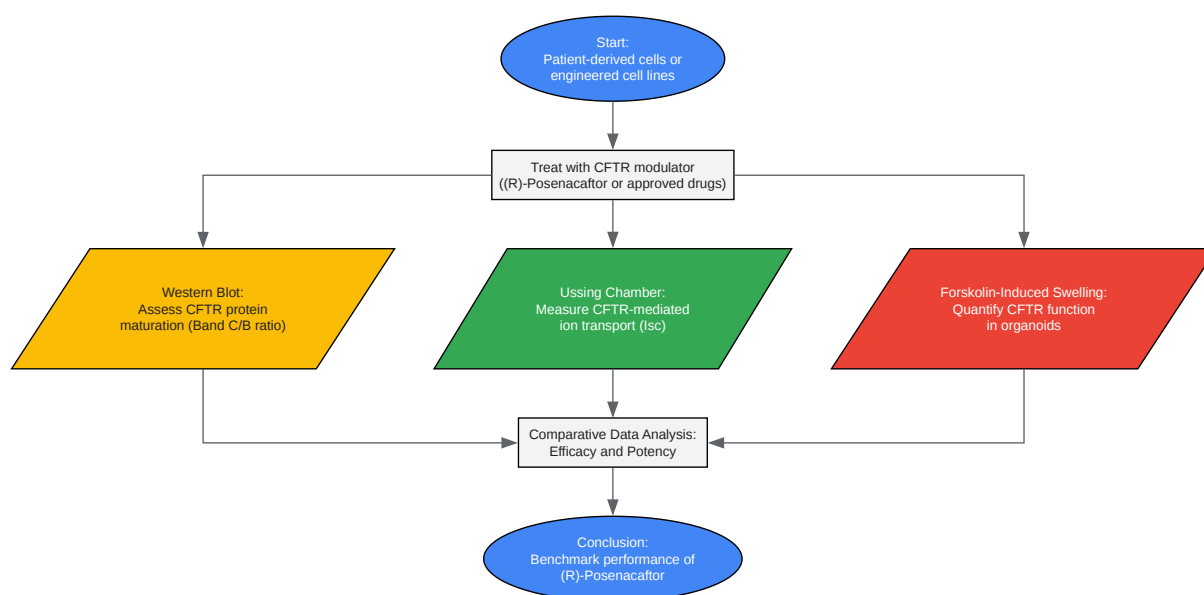 Start:
Patient-derived cells or
engineered cell lines
Treat with CFTR modulator
((R)-Posenacaftor or approved drugs)
Western Blot:
Assess CFTR protein
maturation (Band C/B ratio)
Ussing Chamber:
Measure CFTR-mediated
ion transport (Isc)
Forskolin-Induced Swelling:
Quantify CFTR function
in organoids
Comparative Data Analysis:
Efficacy and Potency
Conclusion:
Benchmark performance of
(R)-Posenacaftor